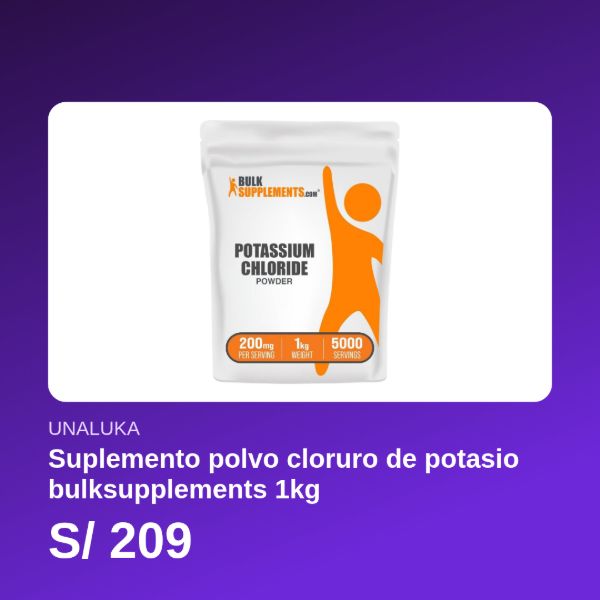 BULK
SUPPLEMENTS.COM®
POTASSIUM
CHLORIDE
POWDER
200mg PER SERVING
1kg WEIGHT
5000 SERVINGS
UNALUKA
Suplemento polvo cloruro de potasio
bulksupplements 1kg
S/ 209